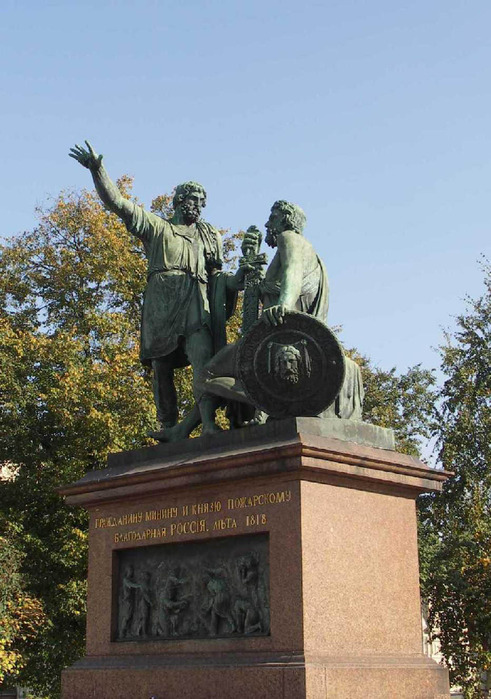 ГРАЖДАНИНУ МИНИНУ И КНЯЗЮ ПОЖАРСКОМУ
БЛАГОДАРНАЯ РОССІЯ. ЛѢТА 1818